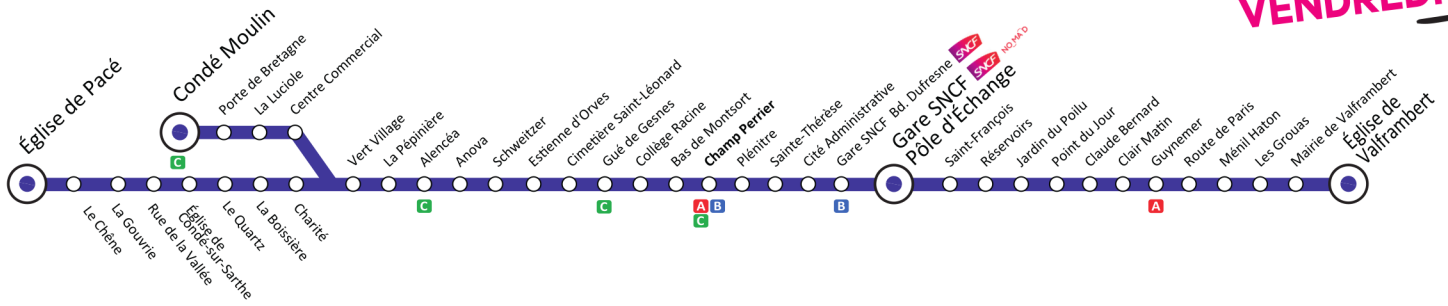 VENDREDI
Église de Pacé
Condé Moulin
Porte de Bretagne
La Luciole
Centre Commercial
C
Le Chêne
La Gouvrie
Rue de la Vallée
Église de
Condé-sur-Sarthe
Le Quartz
La Boissière
Charité
Vert Village
La Pépinière
Alencéa
C
Anova
Schweitzer
Estienne d'Orves
Cimetière Saint-Léonard
Gué de Gesnes
C
Collège Racine
Bas de Montsort
Champ Perrier
A B
C
Plénitre
Sainte-Thérèse
Cité Administrative
Gare SNCF Bd. Dufresne
SNCF
B
Gare SNCF
Pôle d'Échange
SNCF
NOMAD
Saint-François
Réservoirs
Jardin du Poilu
Point du Jour
Claude Bernard
Clair Matin
Guynemer
A
Route de Paris
Ménil Haton
Les Grouas
Mairie de Valframbert
Église de
Valframbert